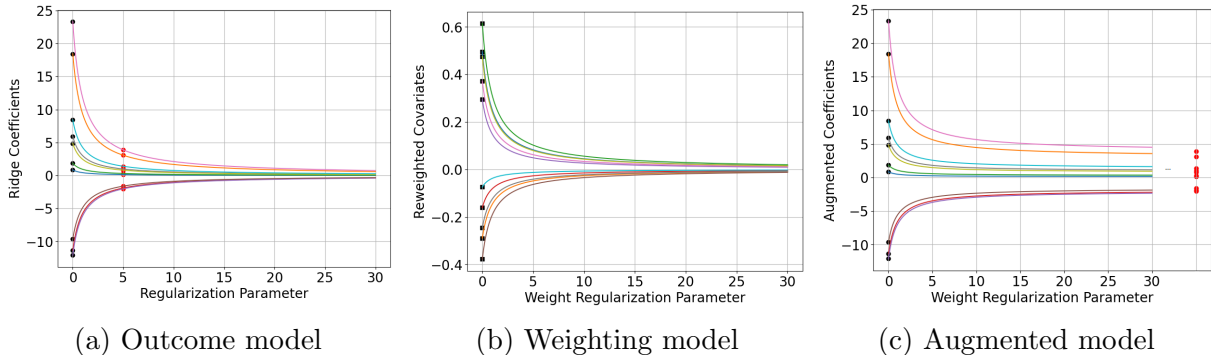 25
20
15
10
5
0
−5
−10
0 5 10 15 20 25 30
Ridge Coefficients
Regularization Parameter
0.6
0.4
0.2
0.0
−0.2
−0.4
0 5 10 15 20 25 30
Reweighted Covariates
Weight Regularization Parameter
25
20
15
10
5
0
−5
−10
0 5 10 15 20 25 30
Augmented Coefficients
Weight Regularization Parameter
(a) Outcome model
(b) Weighting model
(c) Augmented model